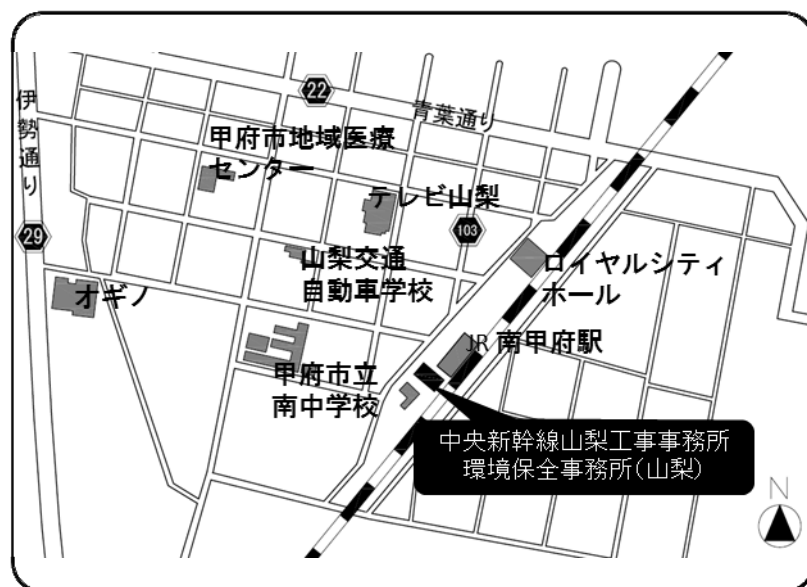 22
青葉通り
伊勢通り
甲府市地域医療
センター
テレビ山梨
103
29
山梨交通
自動車学校
ロイヤルシティ
ホール
オギノ
JR 南甲府駅
甲府市立
南中学校
中央新幹線山梨工事事務所
環境保全事務所(山梨)
N